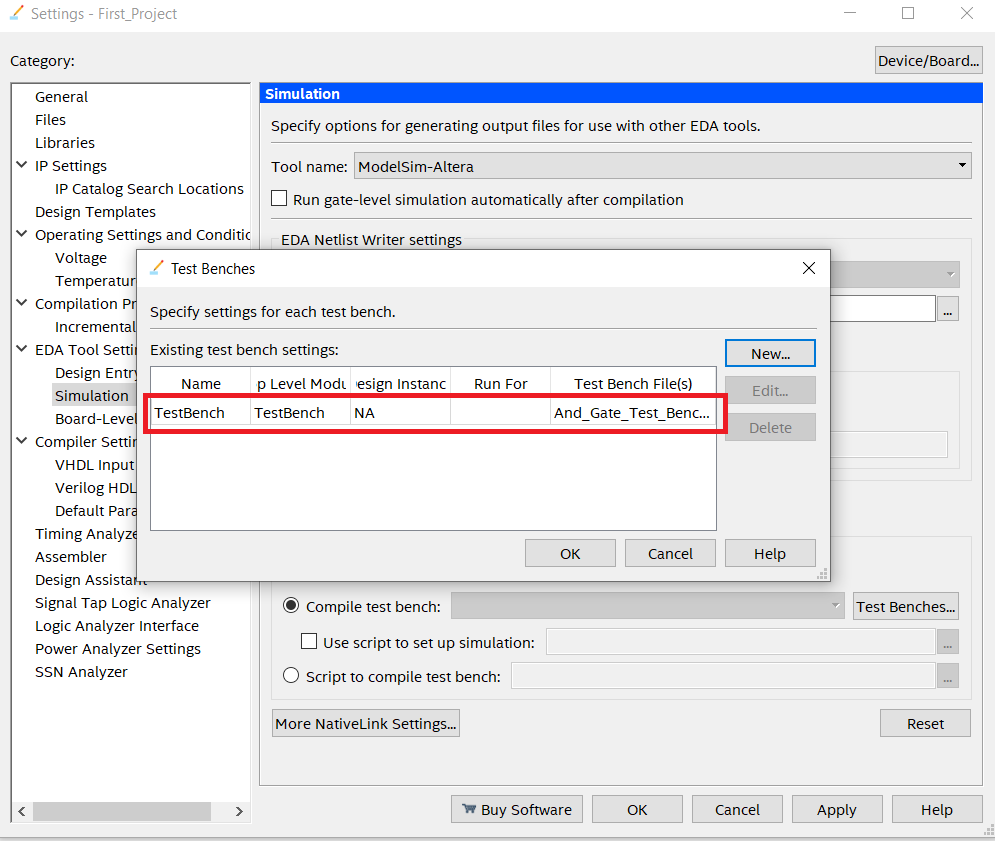 Settings - First_Project
Category:
Device/Board...
General
Files
Libraries
IP Settings
IP Catalog Search Locations
Design Templates
Operating Settings and Conditic
Voltage
Temperatur
Compilation Pr
Incremental
EDA Tool Settin
Design Entry
Simulation
Board-Level
Compiler Settin
VHDL Input
Verilog HDL
Default Para
Timing Analyze
Assembler
Design Assistant
Signal Tap Logic Analyzer
Logic Analyzer Interface
Power Analyzer Settings
SSN Analyzer
Simulation
Specify options for generating output files for use with other EDA tools.
Tool name: ModelSim-Altera
Run gate-level simulation automatically after compilation
EDA Netlist Writer settings
...
Test Benches
Specify settings for each test bench.
Existing test bench settings:
New...
Name p Level Modu esign Instanc Run For Test Bench File(s)
Edit...
TestBench TestBench NA And_Gate_Test_Benc...
Delete
OK Cancel Help
Compile test bench: Test Benches...
Use script to set up simulation: ...
Script to compile test bench: ...
More NativeLink Settings... Reset
Buy Software OK Cancel Apply Help